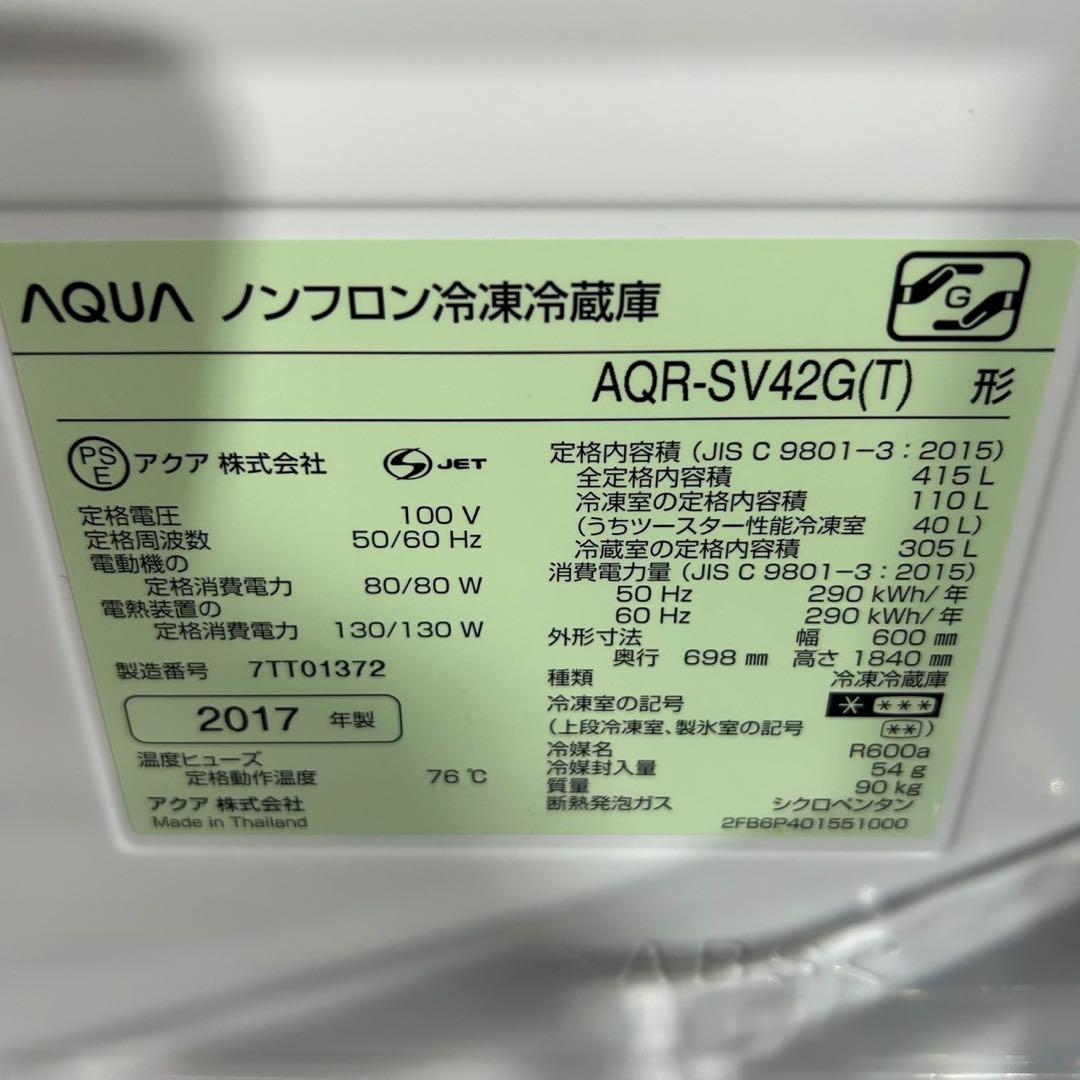 AQUA ノンフロン冷凍冷蔵庫
G
AQR-SV42G(T) 形
PS E アクア 株式会社 S JET
定格電圧 100 V
定格周波数 50/60 Hz
電動機の
定格消費電力 80/80 W
電熱装置の
定格消費電力 130/130 W
製造番号 7TT01372
2017 年製
温度ヒューズ
定格動作温度 76 ℃
アクア 株式会社
Made in Thailand
定格内容積 (JIS C 9801-3:2015)
全定格内容積 415 L
冷凍室の定格内容積 110 L
(うちツースター性能冷凍室 40 L)
冷蔵室の定格内容積 305 L
消費電力量 (JIS C 9801-3:2015)
50 Hz 290 kWh/年
60 Hz 290 kWh/年
外形寸法 幅 600 ㎜
奥行 698 ㎜ 高さ 1840 ㎜
種類 冷凍冷蔵庫
冷凍室の記号 * ***
(上段冷凍室、製氷室の記号 **)
冷媒名 R600a
冷媒封入量 54 g
質量 90 kg
断熱発泡ガス シクロペンタン
2FB6P401551000